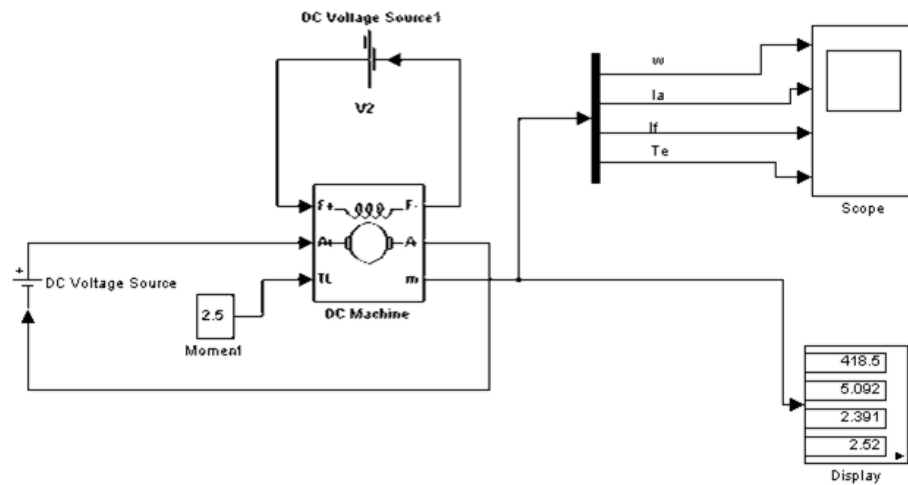 DC Voltage Source1
V2
w
Ia
If
Te
Scope
F+ F-
A+ A-
TL m
DC Machine
+
DC Voltage Source
2.5
Moment
418.5
5.092
2.391
2.52
Display